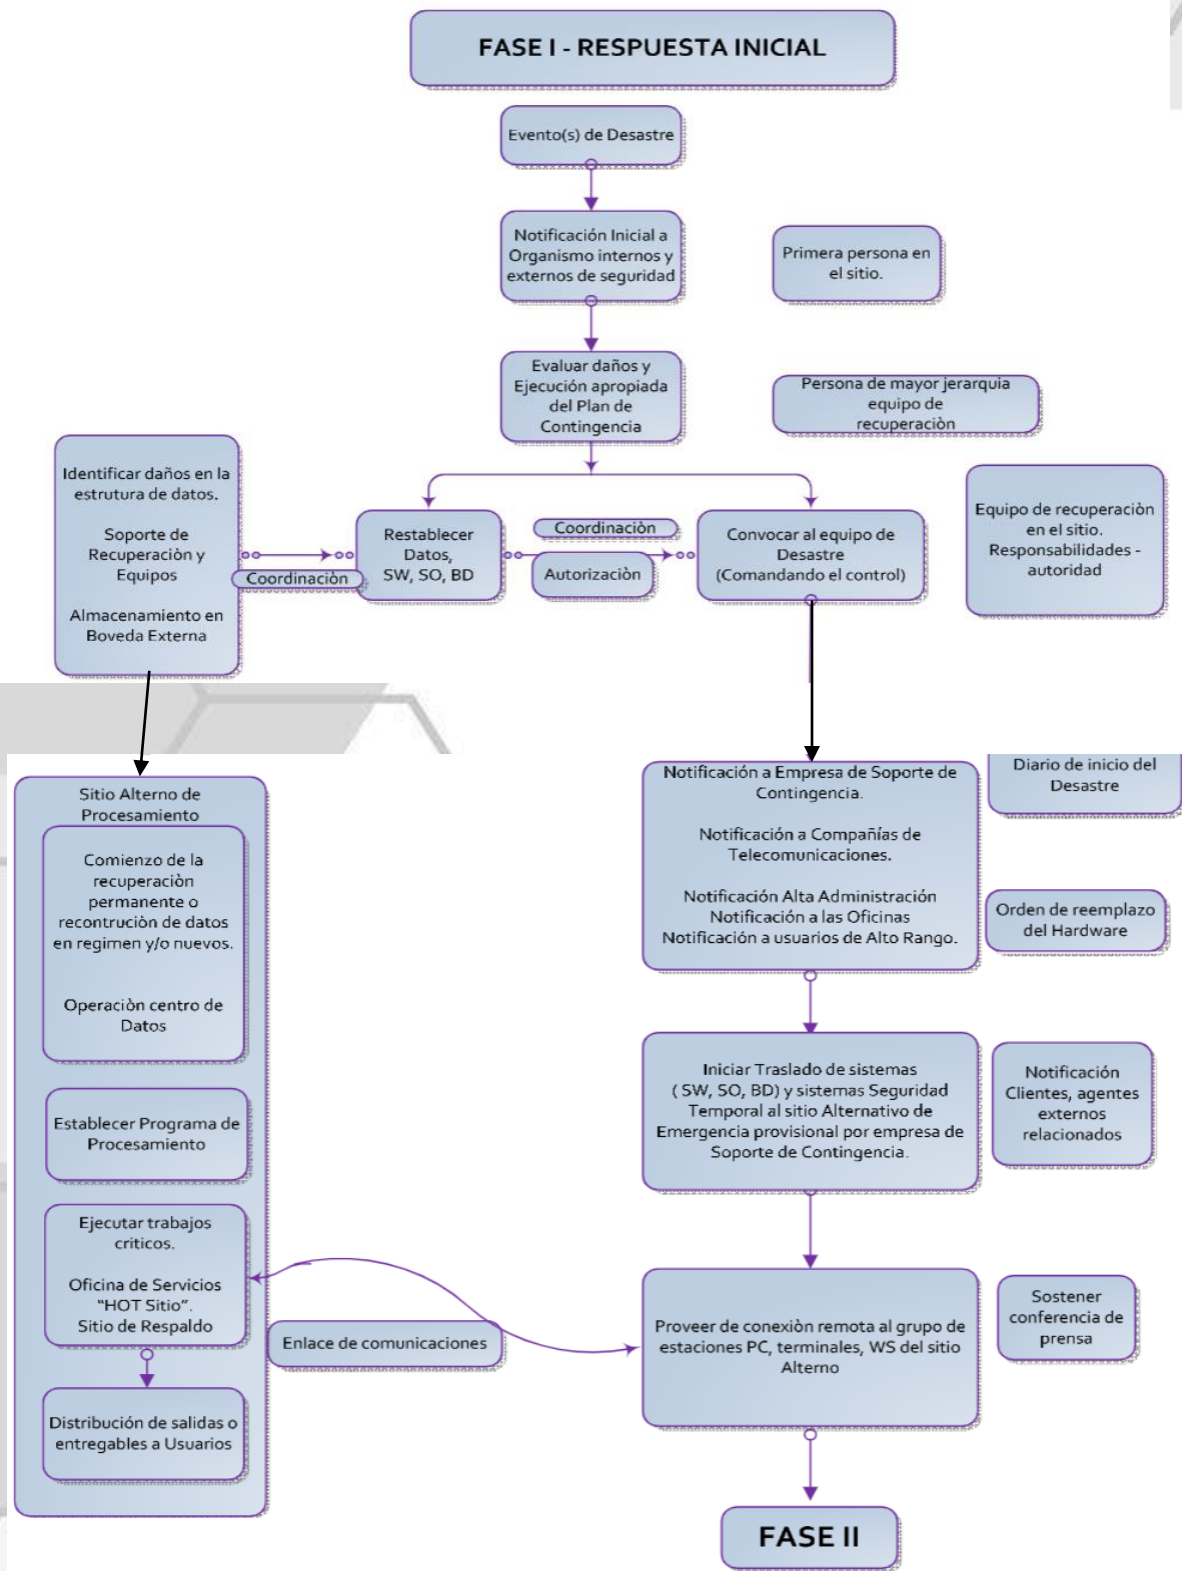 FASE I - RESPUESTA INICIAL
Evento(s) de Desastre
Notificación Inicial a
Organismo internos y
externos de seguridad
Primera persona en
el sitio.
Evaluar daños y
Ejecución apropiada
del Plan de
Contingencia
Persona de mayor jerarquia
equipo de
recuperaciòn
Identificar daños en la
estrutura de datos.
Soporte de
Recuperaciòn y
Equipos
Almacenamiento en
Boveda Externa
Coordinaciòn
Restablecer
Datos,
SW, SO, BD
Coordinaciòn
Autorizaciòn
Convocar al equipo de
Desastre
(Comandando el control)
Equipo de recuperaciòn
en el sitio.
Responsabilidades -
autoridad
Sitio Alterno de
Procesamiento
Comienzo de la
recuperaciòn
permanente o
recontruciòn de datos
en regimen y/o nuevos.
Operaciòn centro de
Datos
Establecer Programa de
Procesamiento
Ejecutar trabajos
criticos.
Oficina de Servicios
“HOT Sitio”.
Sitio de Respaldo
Distribución de salidas o
entregables a Usuarios
Enlace de comunicaciones
Notificación a Empresa de Soporte de
Contingencia.
Notificación a Compañías de
Telecomunicaciones.
Notificación Alta Administración
Notificación a las Oficinas
Notificación a usuarios de Alto Rango.
Diario de inicio del
Desastre
Orden de reemplazo
del Hardware
Iniciar Traslado de sistemas
( SW, SO, BD) y sistemas Seguridad
Temporal al sitio Alternativo de
Emergencia provisional por empresa de
Soporte de Contingencia.
Notificación
Clientes, agentes
externos
relacionados
Proveer de conexiòn remota al grupo de
estaciones PC, terminales, WS del sitio
Alterno
Sostener
conferencia de
prensa
FASE II